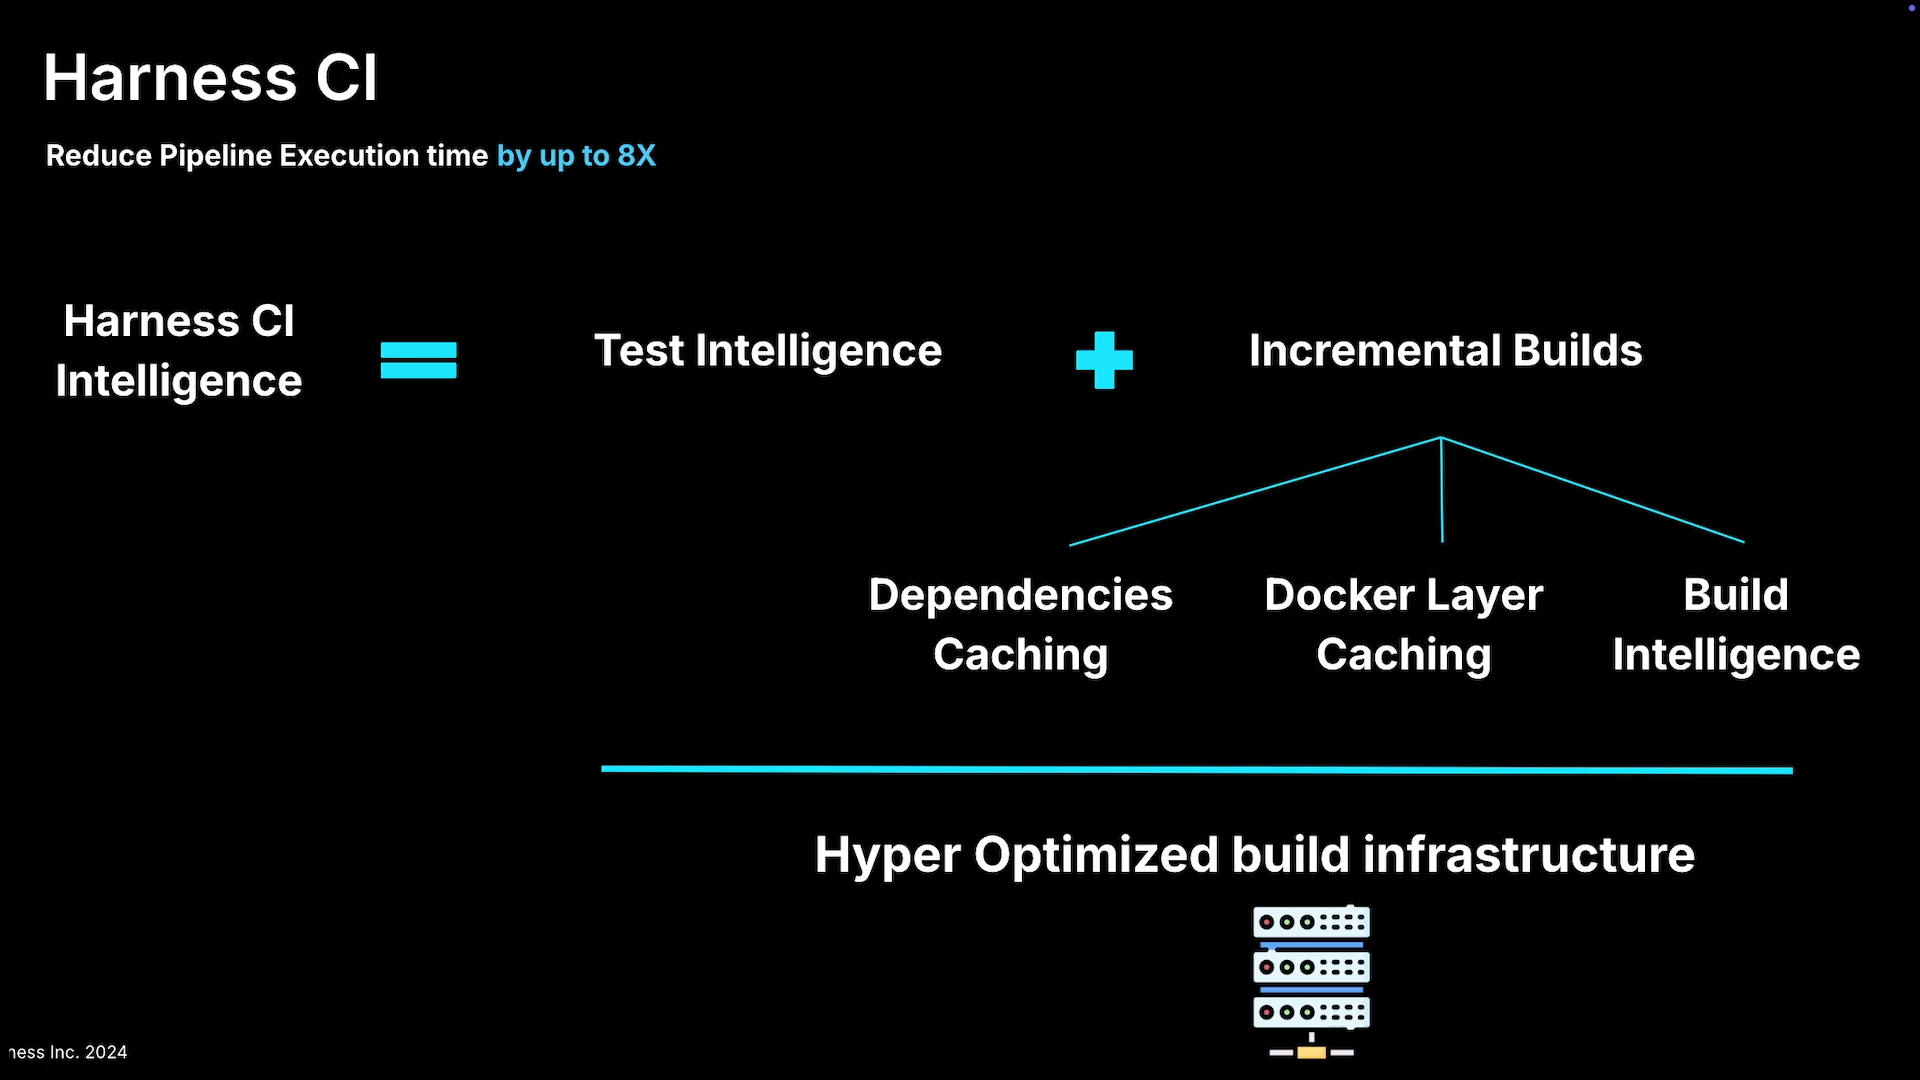 Harness CI
Reduce Pipeline Execution time by up to 8X
Harness CI
Intelligence
Test Intelligence
Incremental Builds
Dependencies
Caching
Docker Layer
Caching
Build
Intelligence
Hyper Optimized build infrastructure
ness Inc. 2024